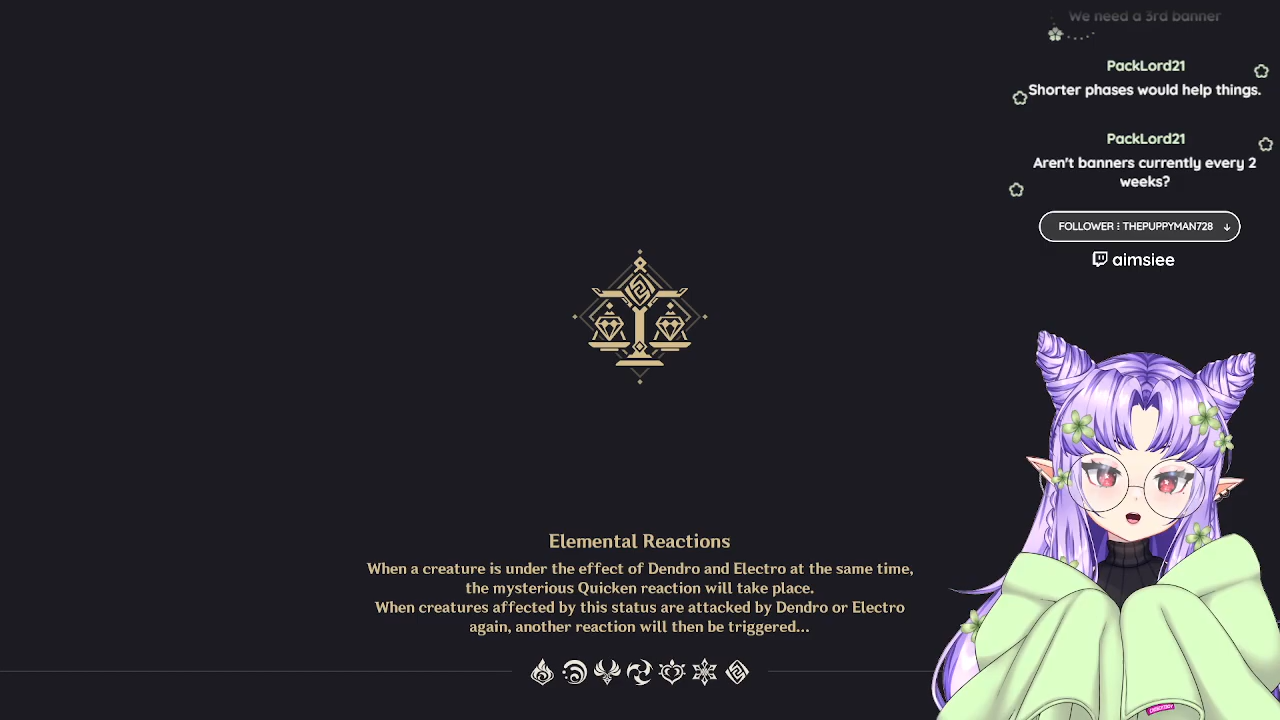 We need a 3rd banner
PackLord21
Shorter phases would help things.
PackLord21
Aren't banners currently every 2
weeks?
FOLLOWER : THEPUPPYMAN728 ↓
aimsiee
Elemental Reactions
When a creature is under the effect of Dendro and Electro at the same time,
the mysterious Quicken reaction will take place.
When creatures affected by this status are attacked by Dendro or Electro
again, another reaction will then be triggered...